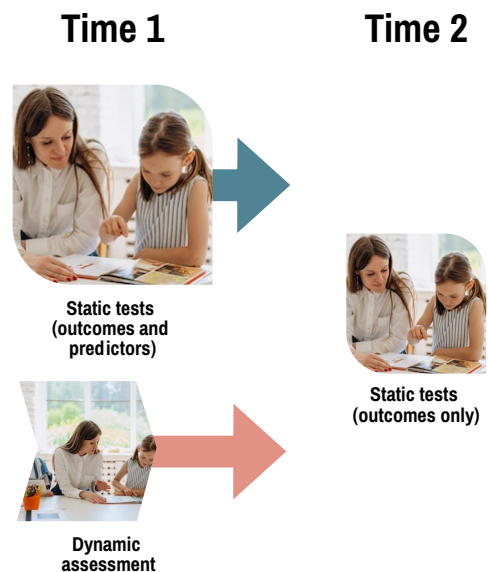 Time 1
Time 2
Static tests
(outcomes and
predictors)
Static tests
(outcomes only)
Dynamic
assessment